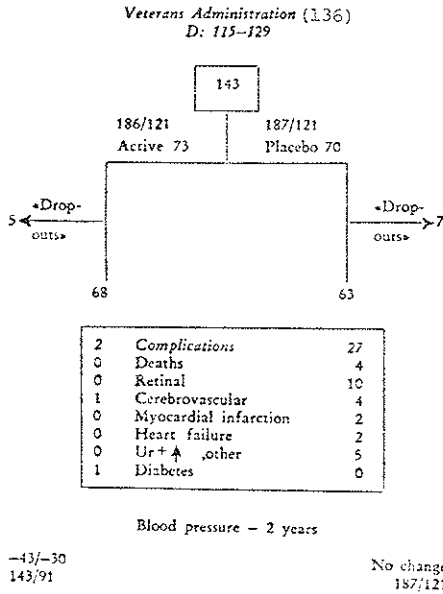 Veterans Administration (136)
D: 115–129
143
186/121 187/121
Active 73 Placebo 70
«Drop- «Drop-
5 7
outs» outs»
68 63
2 Complications 27
0 Deaths 4
0 Retinal 10
1 Cerebrovascular 4
0 Myocardial infarction 2
0 Heart failure 2
0 Ur+↑ ,other 5
1 Diabetes 0
Blood pressure – 2 years
–43/–30 No change
143/91 187/121